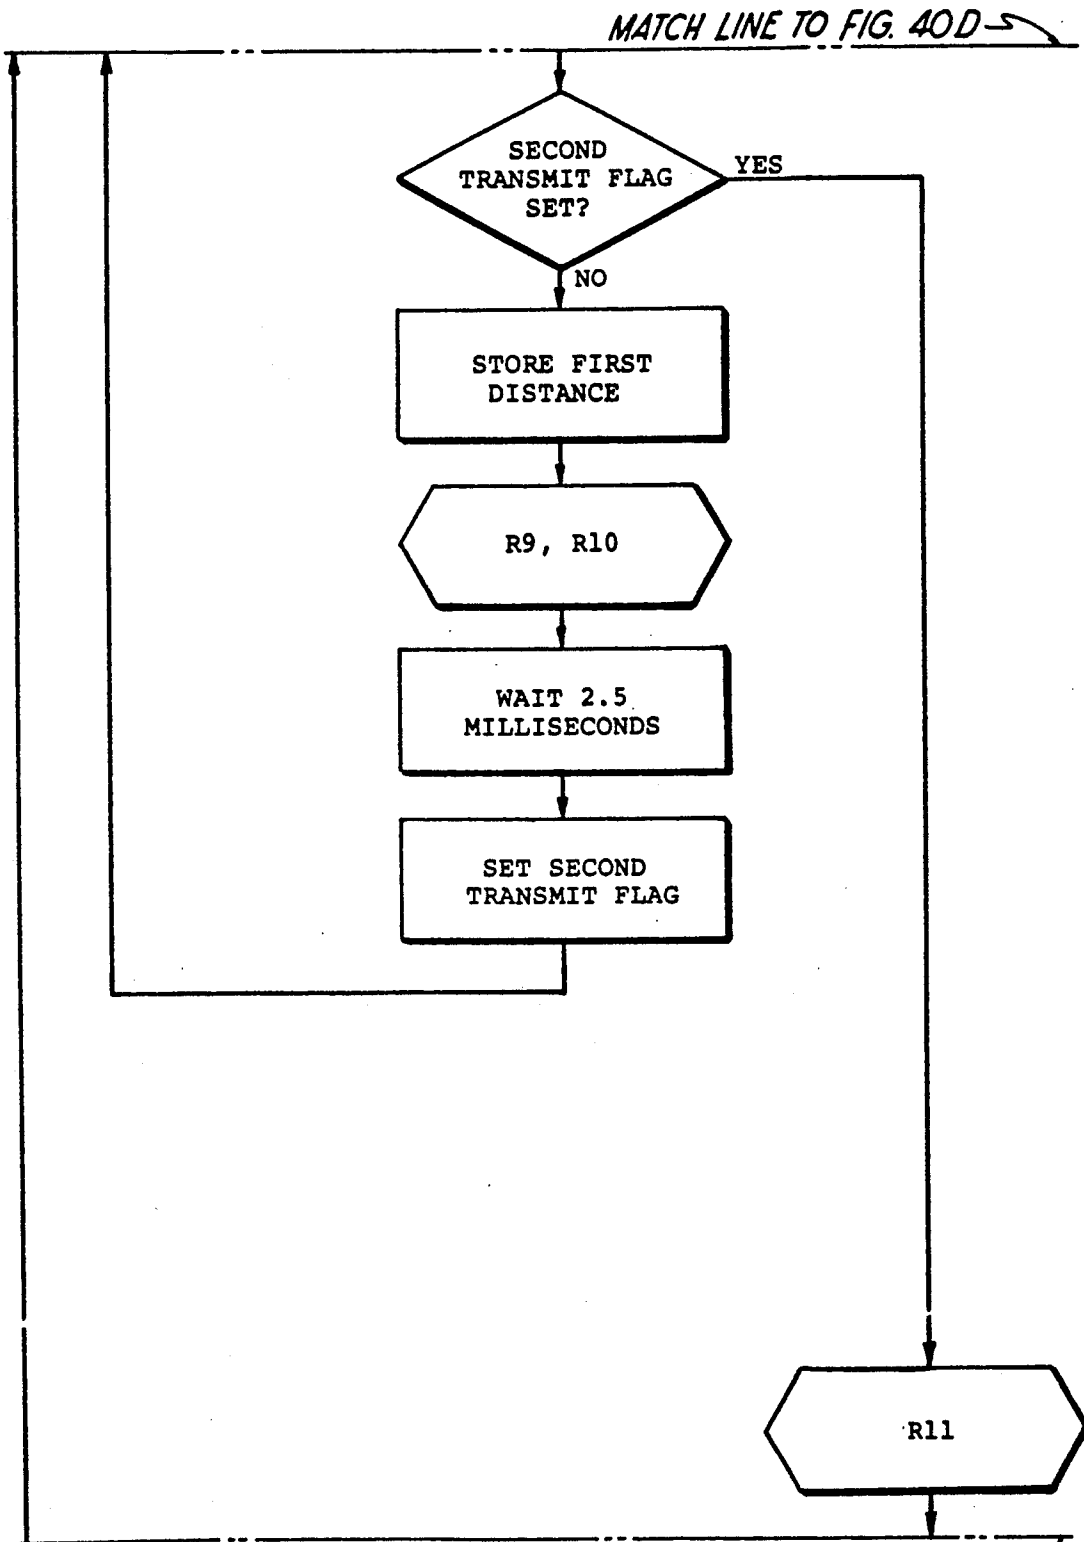 MATCH LINE TO FIG. 40D
SECOND
TRANSMIT FLAG
SET?
YES
NO
STORE FIRST
DISTANCE
R9, R10
WAIT 2.5
MILLISECONDS
SET SECOND
TRANSMIT FLAG
R11